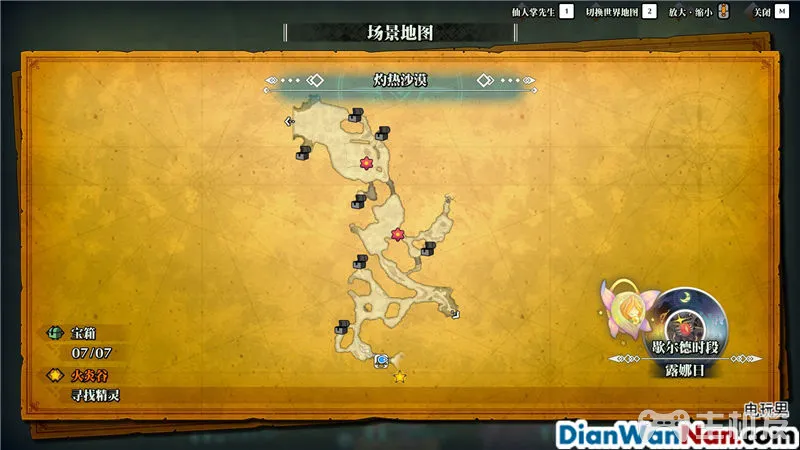 仙人掌先生 1 切换世界地图 2 放大·缩小 关闭 M
场景地图
灼热沙漠
宝箱
07/07
火炎谷
寻找精灵
歇尔德时段
露娜日
电玩男
DianWanNan.com